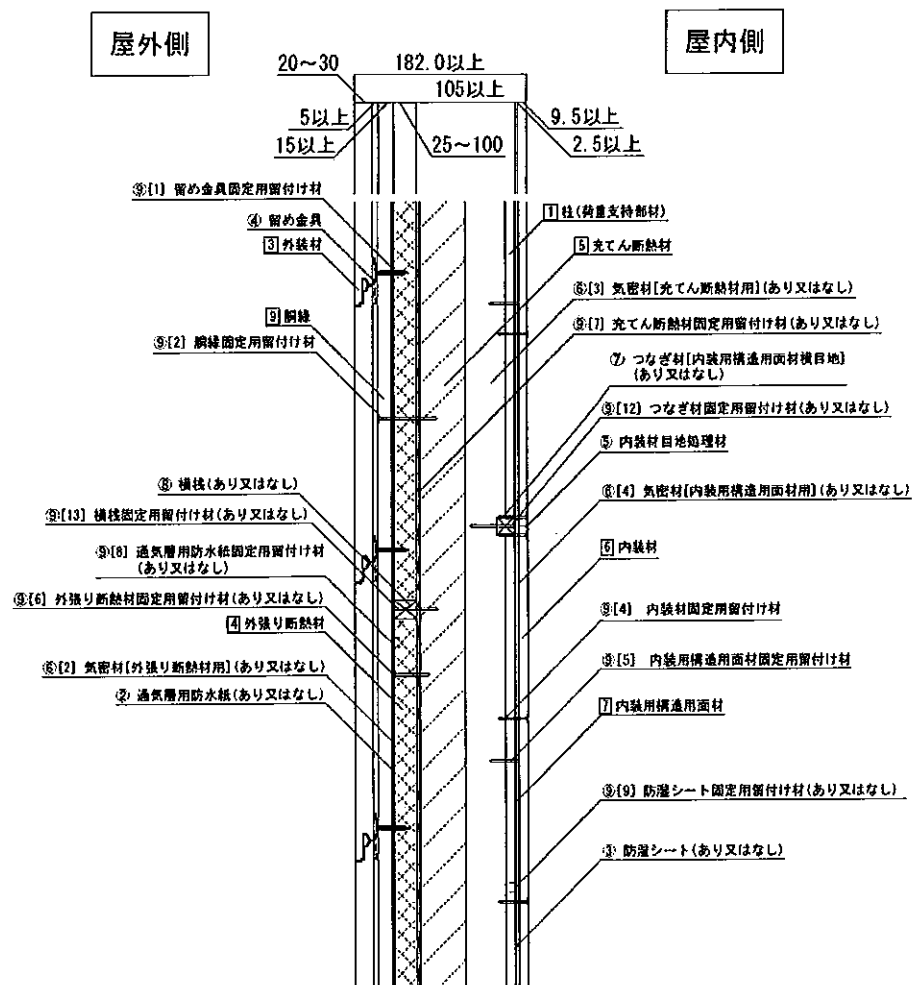 屋外側
屋内側
182.0以上
20～30
105以上
5以上
9.5以上
15以上
25～100
2.5以上
⑨[1] 留め金具固定用留付け材
④ 留め金具
3 外装材
9 胴縁
⑨[2] 胴縁固定用留付け材
⑧ 横桟(あり又はなし)
⑨[13] 横桟固定用留付け材(あり又はなし)
⑨[8] 通気層用防水紙固定用留付け材
(あり又はなし)
⑨[6] 外張り断熱材固定用留付け材(あり又はなし)
4 外張り断熱材
⑥[2] 気密材[外張り断熱材用](あり又はなし)
② 通気層用防水紙(あり又はなし)
1 柱(荷重支持部材)
5 充てん断熱材
⑥[3] 気密材[充てん断熱材用](あり又はなし)
⑨[7] 充てん断熱材固定用留付け材(あり又はなし)
⑦ つなぎ材[内装用構造用面材横目地]
(あり又はなし)
⑨[12] つなぎ材固定用留付け材(あり又はなし)
⑤ 内装材目地処理材
⑥[4] 気密材[内装用構造用面材用](あり又はなし)
6 内装材
⑨[4] 内装材固定用留付け材
⑨[5] 内装用構造用面材固定用留付け材
7 内装用構造用面材
⑨[9] 防湿シート固定用留付け材(あり又はなし)
③ 防湿シート(あり又はなし)